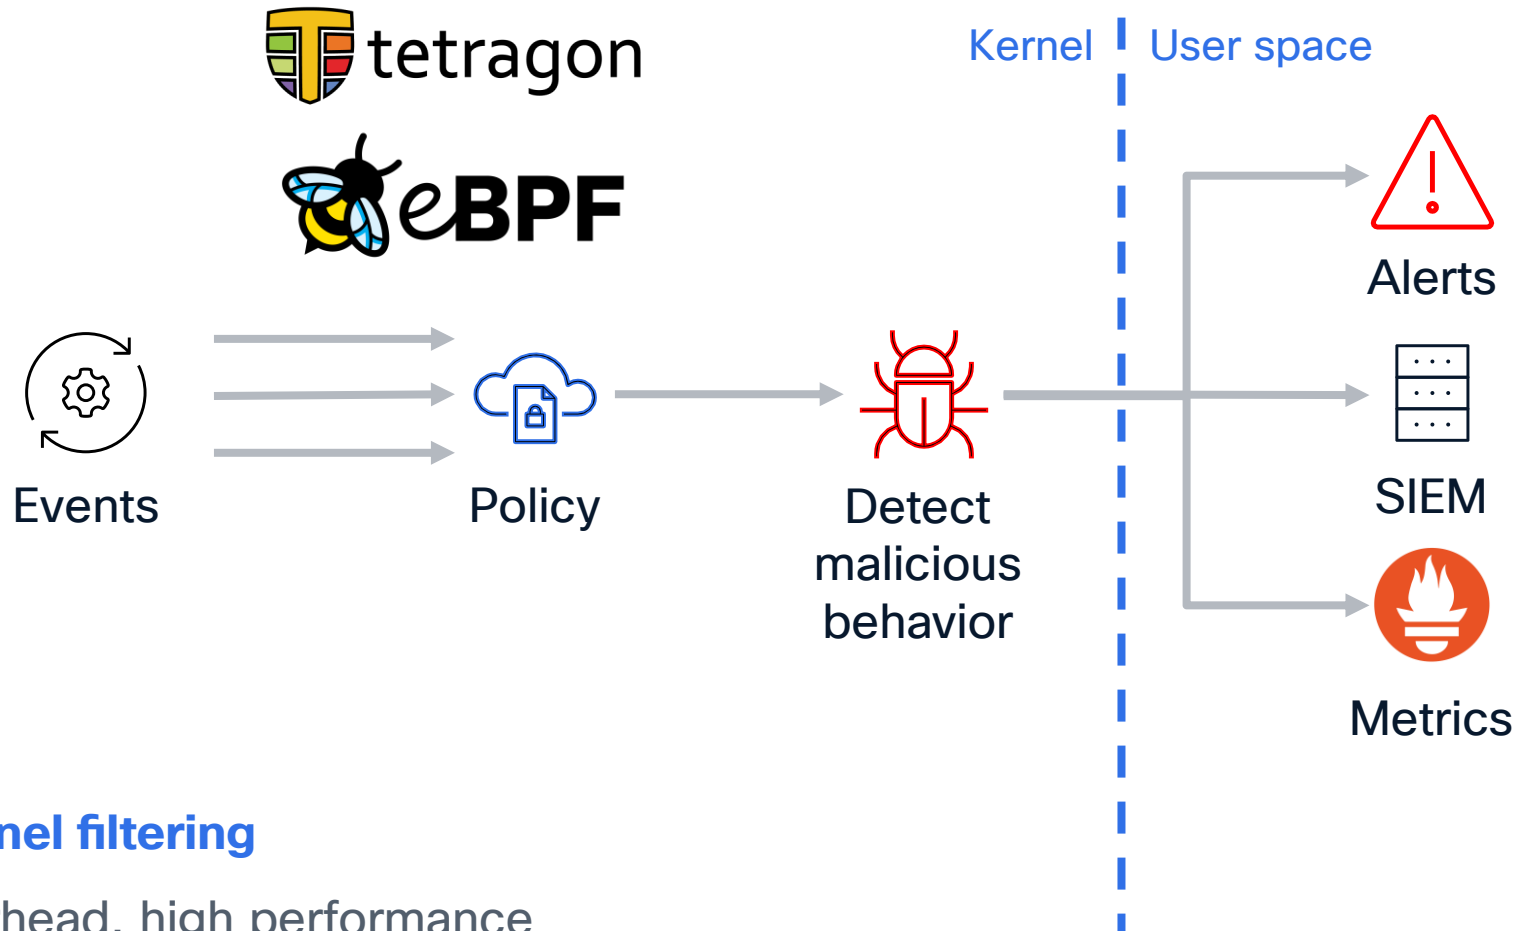 tetragon
eBPF
Kernel
User space
Alerts
Events
Policy
Detect
malicious
behavior
SIEM
Metrics
nel filtering
head, high performance